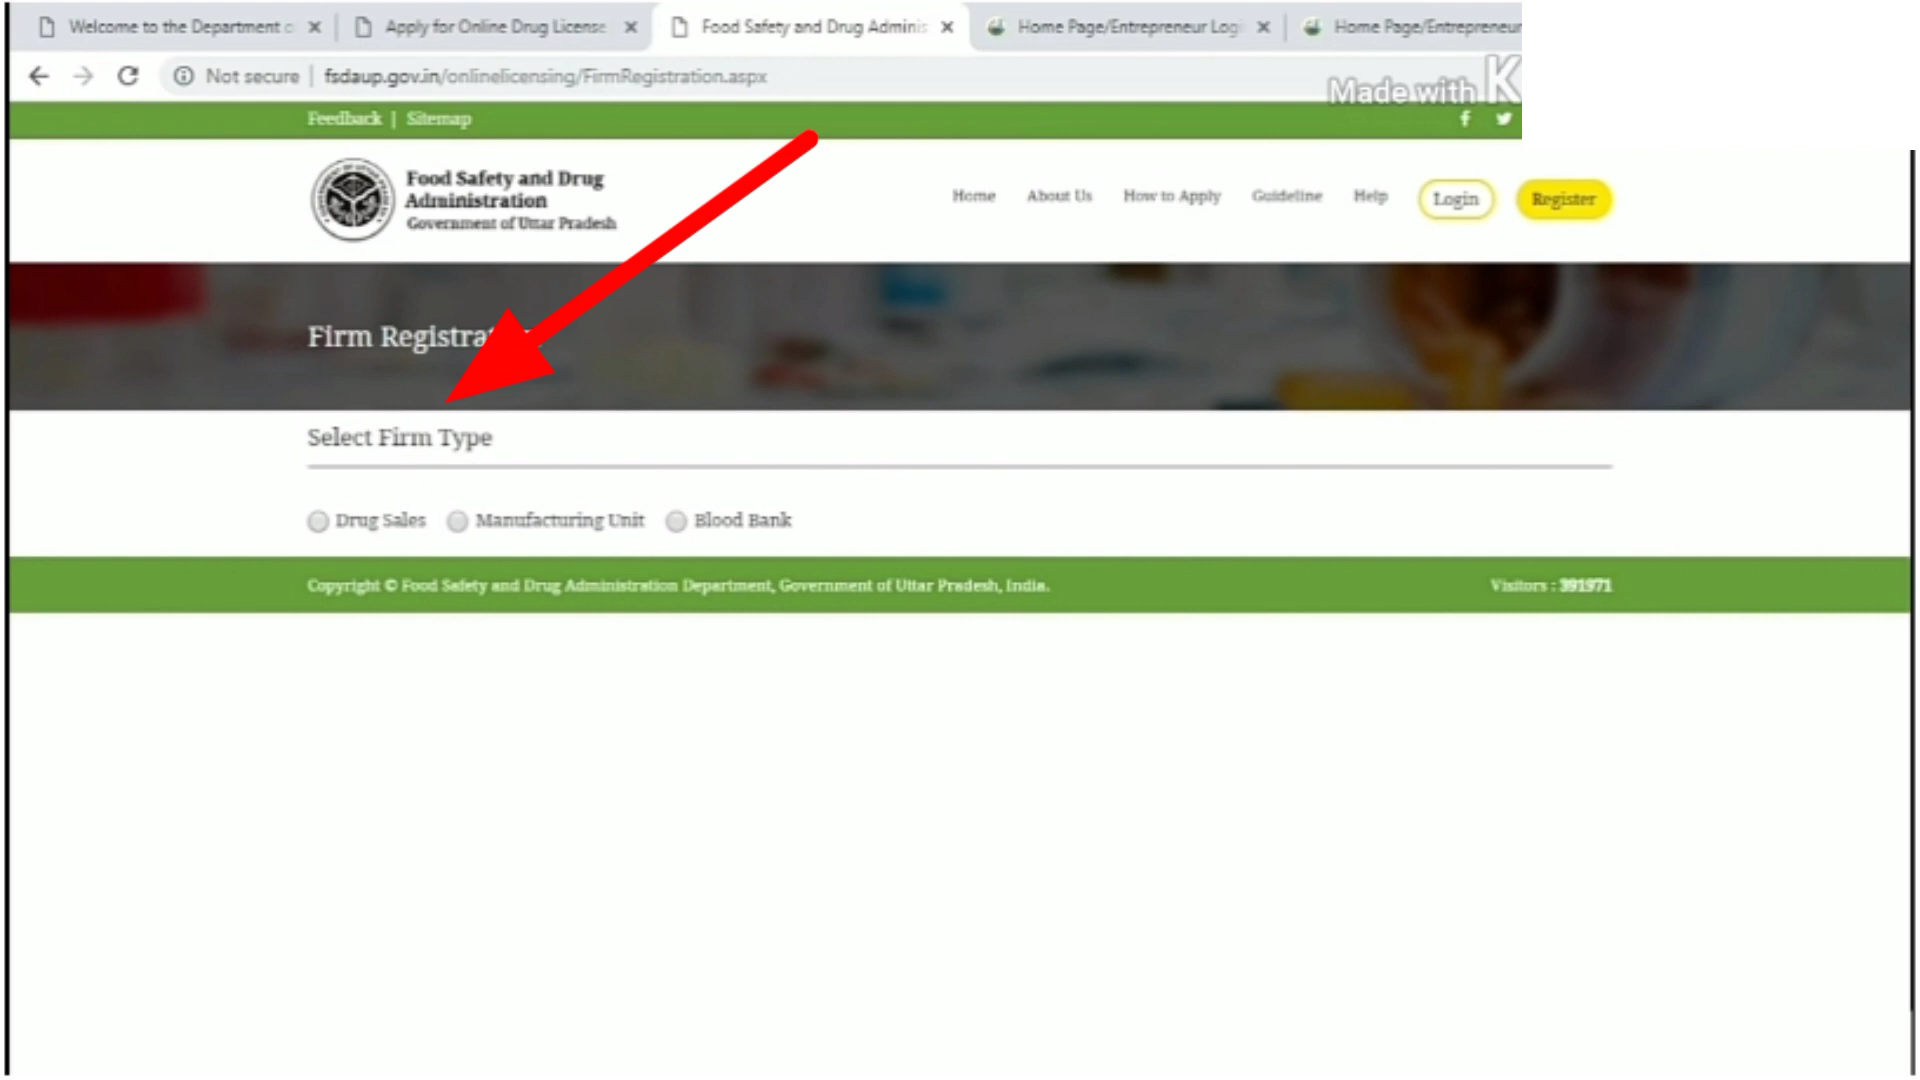 Welcome to the Department
Apply for Online Drug License
Food Safety and Drug Adminis
Home Page/Entrepreneur Logi
Home Page/Entrepreneur
Not secure | fsdaup.gov.in/onlinelicensing/FirmRegistration.aspx
Made with K
Feedback | Sitemap
Food Safety and Drug
Administration
Government of Uttar Pradesh
Home About Us How to Apply Guideline Help Login Register
Firm Registra
Select Firm Type
Drug Sales Manufacturing Unit Blood Bank
Copyright © Food Safety and Drug Administration Department, Government of Uttar Pradesh, India.
Visitors : 391971